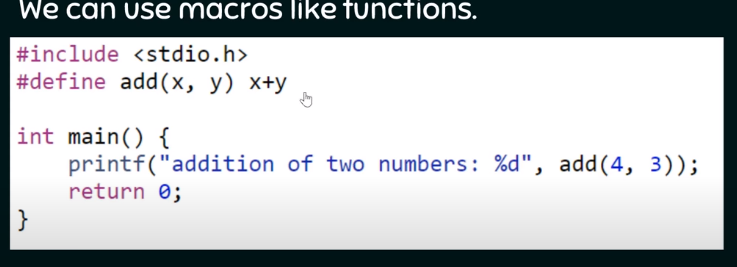 We can use macros like functions.
#include <stdio.h>
#define add(x, y) x+y
int main() {
printf("addition of two numbers: %d", add(4, 3));
return 0;
}